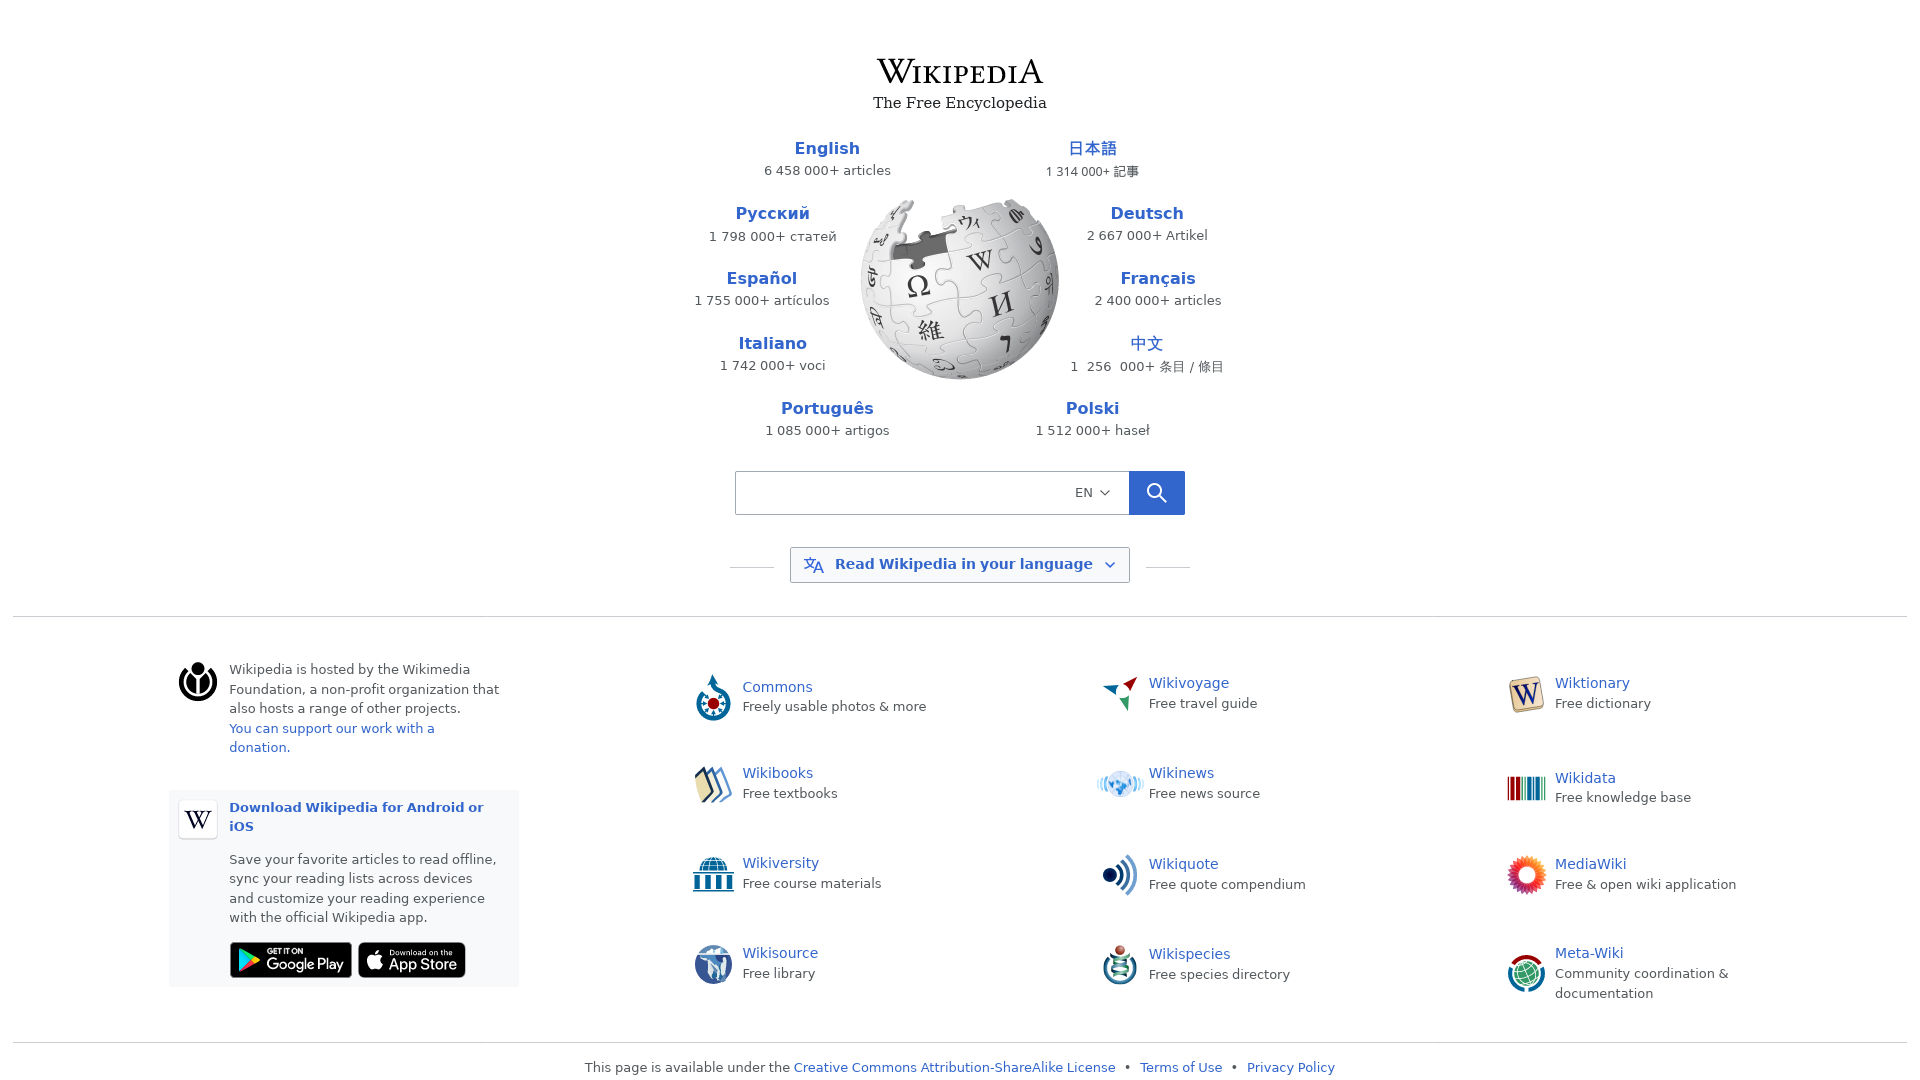 WIKIPEDIA
The Free Encyclopedia
English
6 458 000+ articles
日本語
1 314 000+ 記事
Русский
1 798 000+ статей
Deutsch
2 667 000+ Artikel
Español
1 755 000+ artículos
Français
2 400 000+ articles
Italiano
1 742 000+ voci
中文
1 256 000+ 条目 / 條目
Português
1 085 000+ artigos
Polski
1 512 000+ haseł
Ω W И 維 ウィ
EN
Read Wikipedia in your language
Wikipedia is hosted by the Wikimedia
Foundation, a non-profit organization that
also hosts a range of other projects.
You can support our work with a
donation.
W
Download Wikipedia for Android or
iOS
Save your favorite articles to read offline,
sync your reading lists across devices
and customize your reading experience
with the official Wikipedia app.
GET IT ON
Google Play
Download on the
App Store
Commons
Freely usable photos & more
Wikivoyage
Free travel guide
W
Wiktionary
Free dictionary
Wikibooks
Free textbooks
Wikinews
Free news source
Wikidata
Free knowledge base
Wikiversity
Free course materials
Wikiquote
Free quote compendium
MediaWiki
Free & open wiki application
Wikisource
Free library
Wikispecies
Free species directory
Meta-Wiki
Community coordination &
documentation
This page is available under the Creative Commons Attribution-ShareAlike License • Terms of Use • Privacy Policy